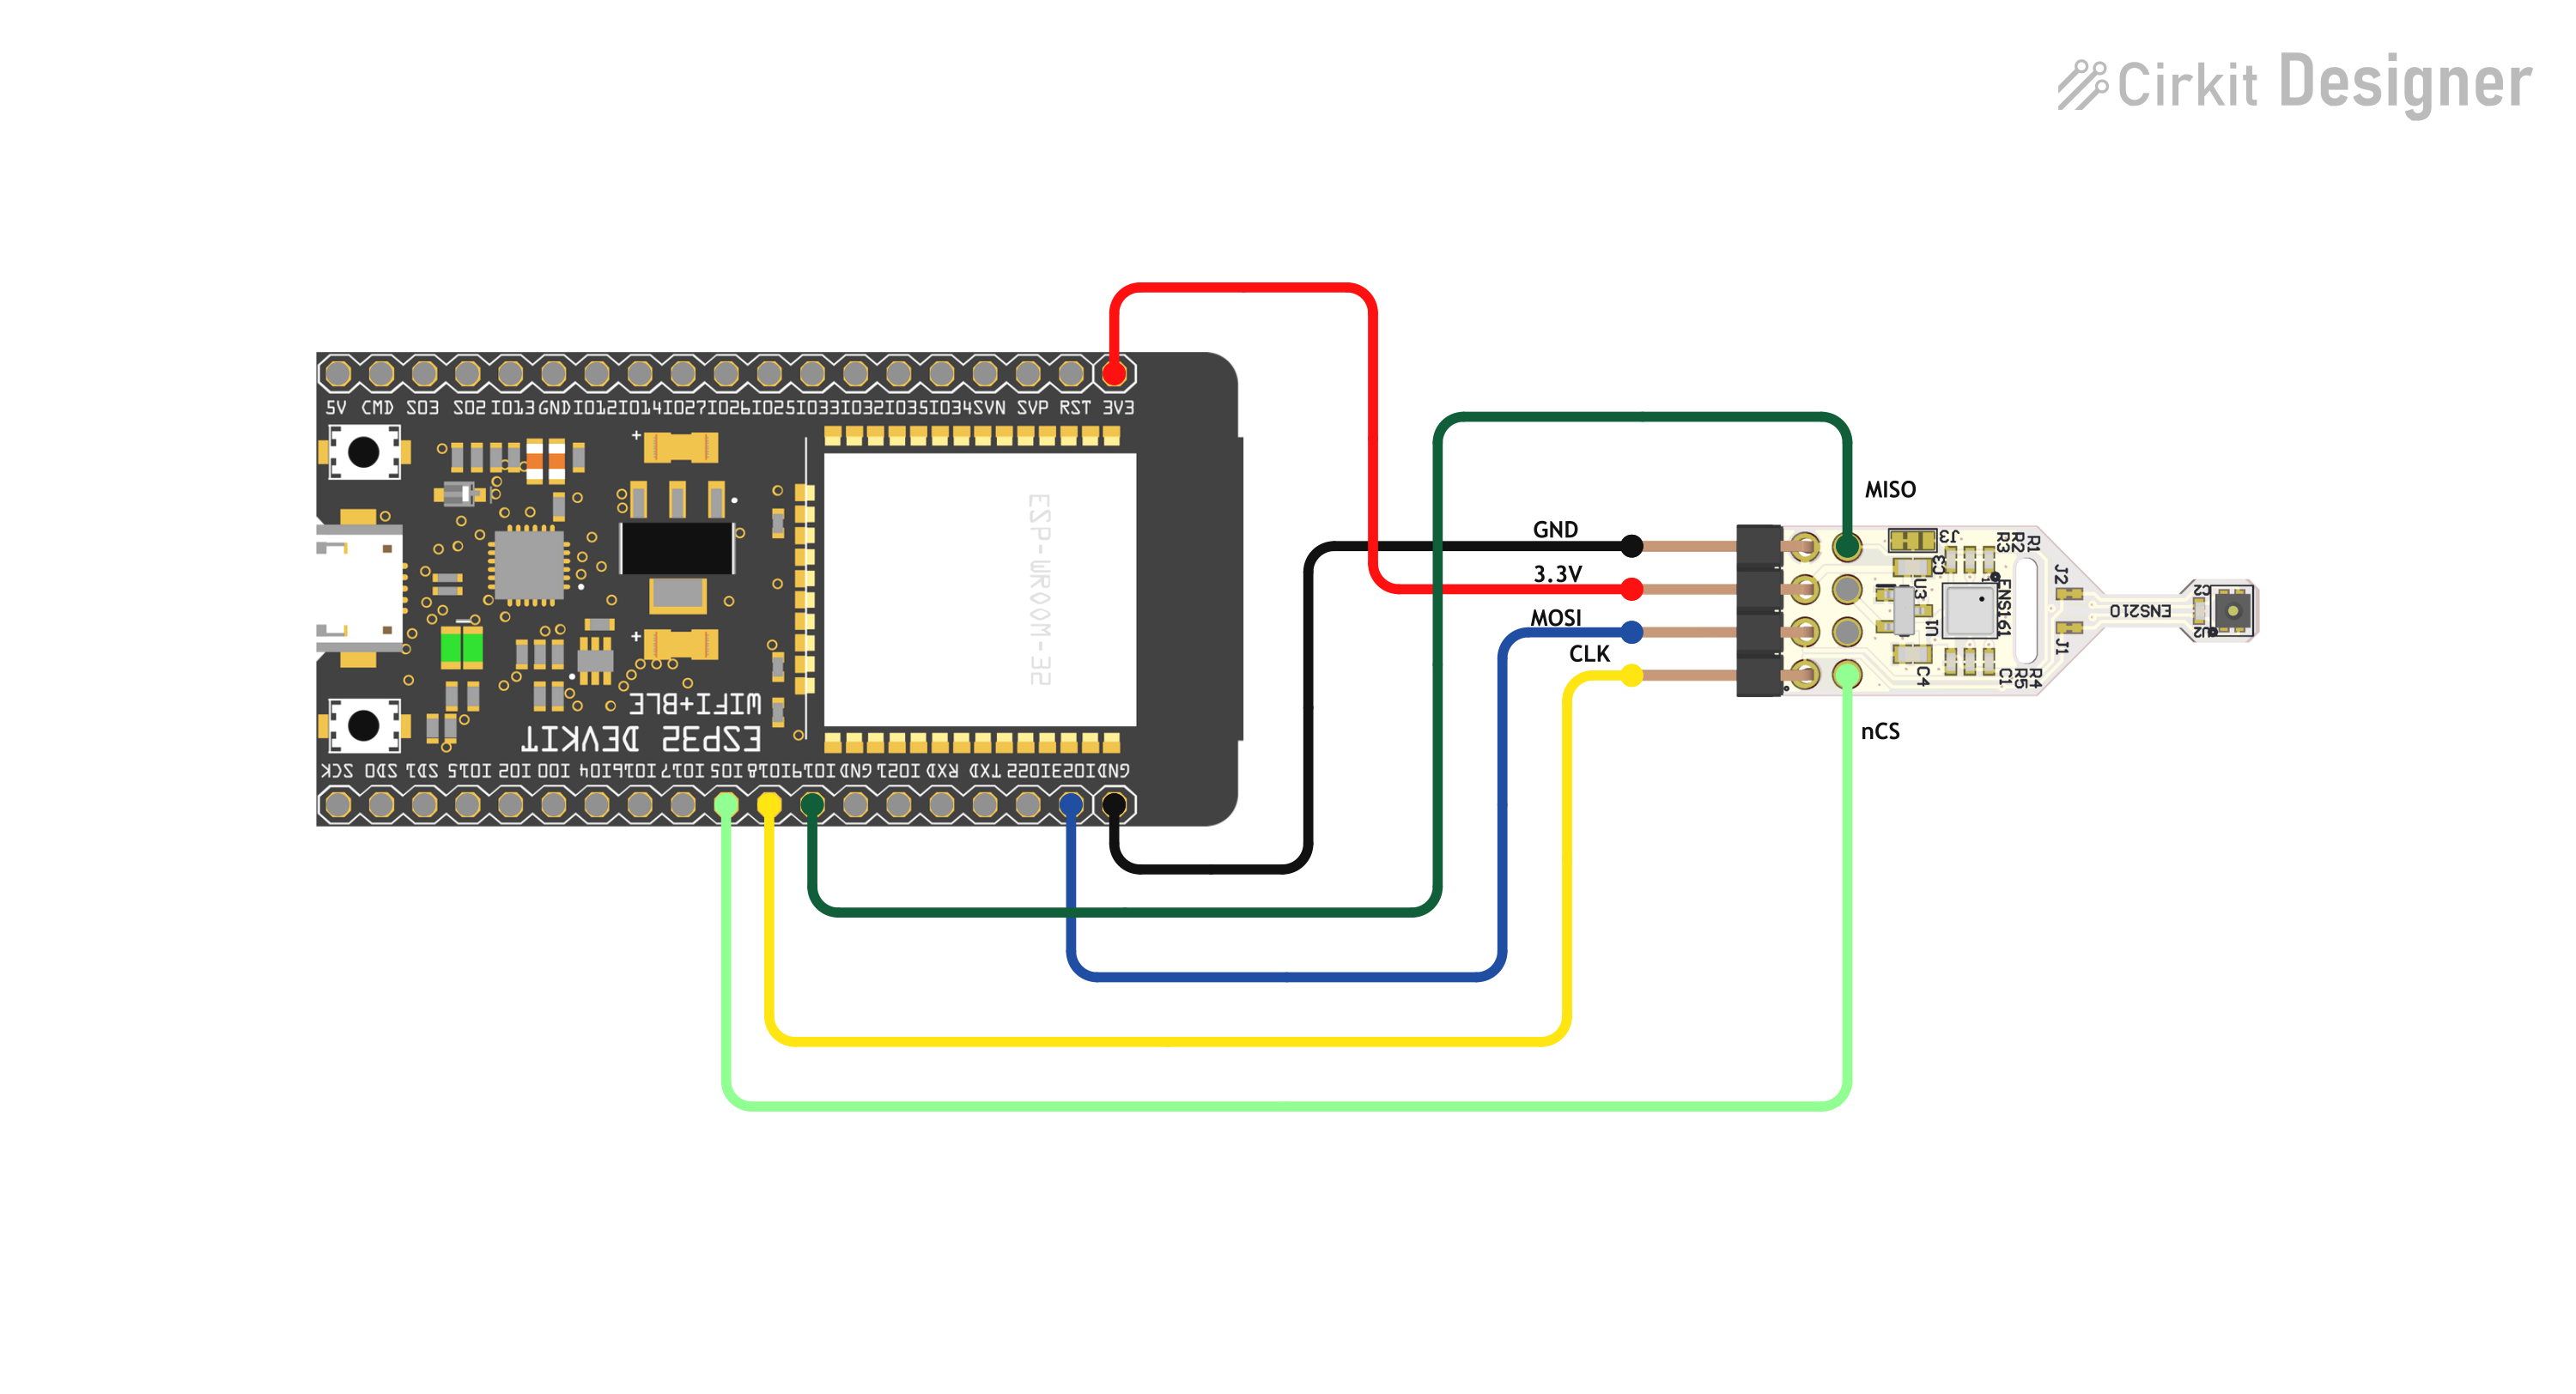 Cirkit Designer
5V CMD SO3 SO2 IO13 GND IO12 IO14 IO27 IO26 IO25 IO33 IO32 IO35 IO34 SVN SVP RST 3V3
+
ESP-WROOM-32
+
WIFI+BLE
ESP32 DEVKIT
SCK SD0 SD1 IO15 IO2 IO0 IO4 IO16 IO17 IO5 IO18 IO19 GND IO21 RXD TXD IO22 IO23 GND
MISO
GND
3.3V
MOSI
CLK
nCS
J3
C3
R3
R2
R1
U3
U1
1
ENS161
J2
J1
C4
C1
R5
R4
ENS210
C2
U2